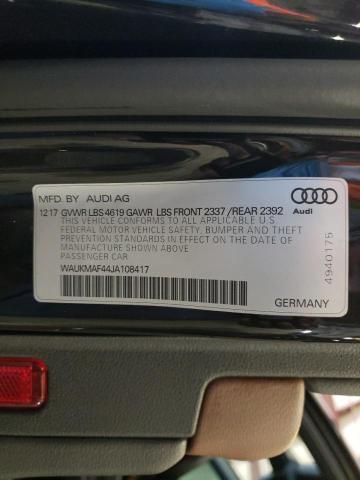 MFD. BY AUDI AG
12 17 GVWR LBS 4619 GAWR LBS FRONT 2337 /REAR 2392
THIS VEHICLE CONFORMS TO ALL APPLICABLE U.S.
FEDERAL MOTOR VEHICLE SAFETY, BUMPER AND THEFT
PREVENTION STANDARDS IN EFFECT ON THE DATE OF
MANUFACTURE SHOWN ABOVE
PASSENGER CAR
WAUKMAF44JA108417
GERMANY
Audi
4940175